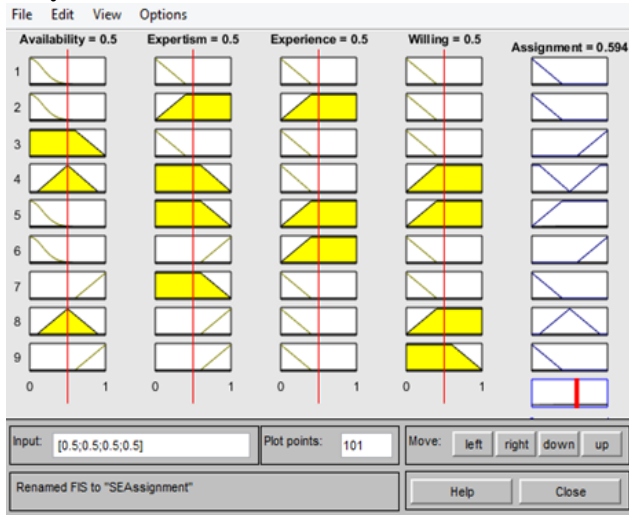 File Edit View Options
Availability = 0.5 Expertism = 0.5 Experience = 0.5 Willing = 0.5 Assignment = 0.594
1
2
3
4
5
6
7
8
9
0 1 0 1 0 1 0 1
Input: [0.5;0.5;0.5;0.5] Plot points: 101 Move: left right down up
Renamed FIS to "SEAssignment" Help Close